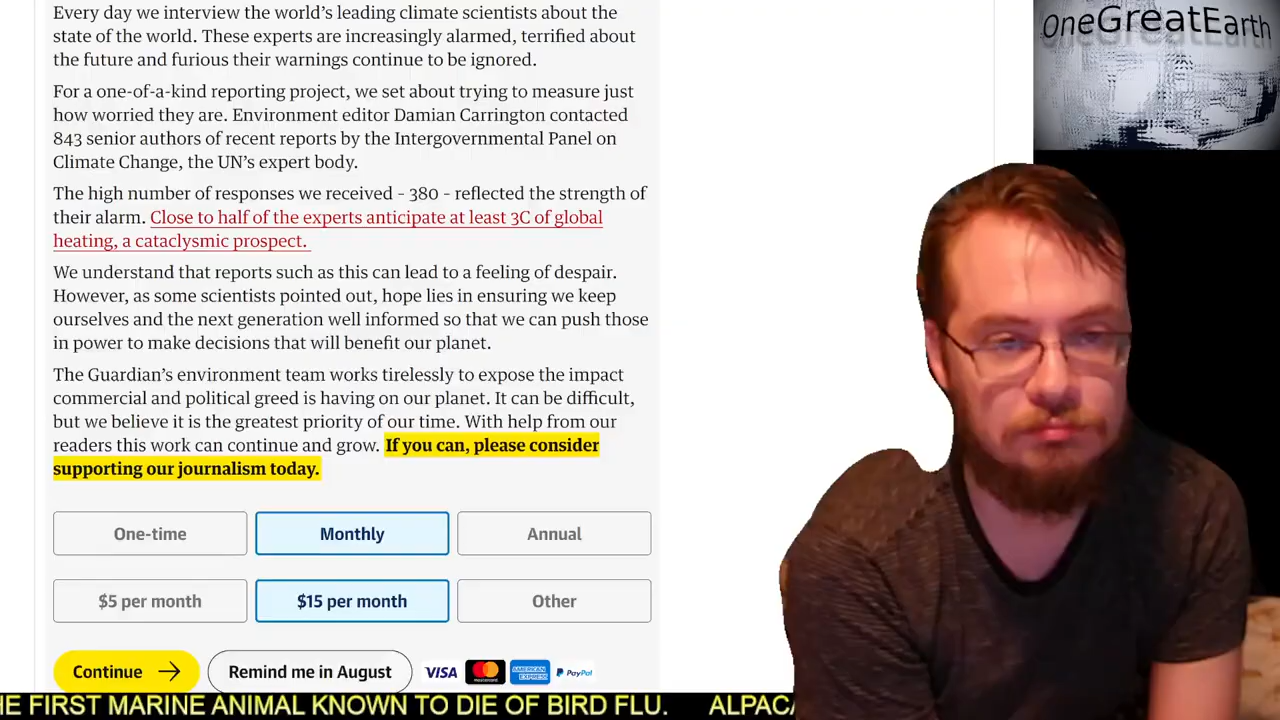 Every day we interview the world's leading climate scientists about the
state of the world. These experts are increasingly alarmed, terrified about
the future and furious their warnings continue to be ignored.
For a one-of-a-kind reporting project, we set about trying to measure just
how worried they are. Environment editor Damian Carrington contacted
843 senior authors of recent reports by the Intergovernmental Panel on
Climate Change, the UN's expert body.
The high number of responses we received – 380 – reflected the strength of
their alarm. Close to half of the experts anticipate at least 3C of global
heating, a cataclysmic prospect.
We understand that reports such as this can lead to a feeling of despair.
However, as some scientists pointed out, hope lies in ensuring we keep
ourselves and the next generation well informed so that we can push those
in power to make decisions that will benefit our planet.
The Guardian's environment team works tirelessly to expose the impact
commercial and political greed is having on our planet. It can be difficult,
but we believe it is the greatest priority of our time. With help from our
readers this work can continue and grow. If you can, please consider
supporting our journalism today.
One-time Monthly Annual
$5 per month $15 per month Other
Continue → Remind me in August VISA mastercard AMERICAN EXPRESS PayPal
HE FIRST MARINE ANIMAL KNOWN TO DIE OF BIRD FLU. ALPACA
OneGreatEarth